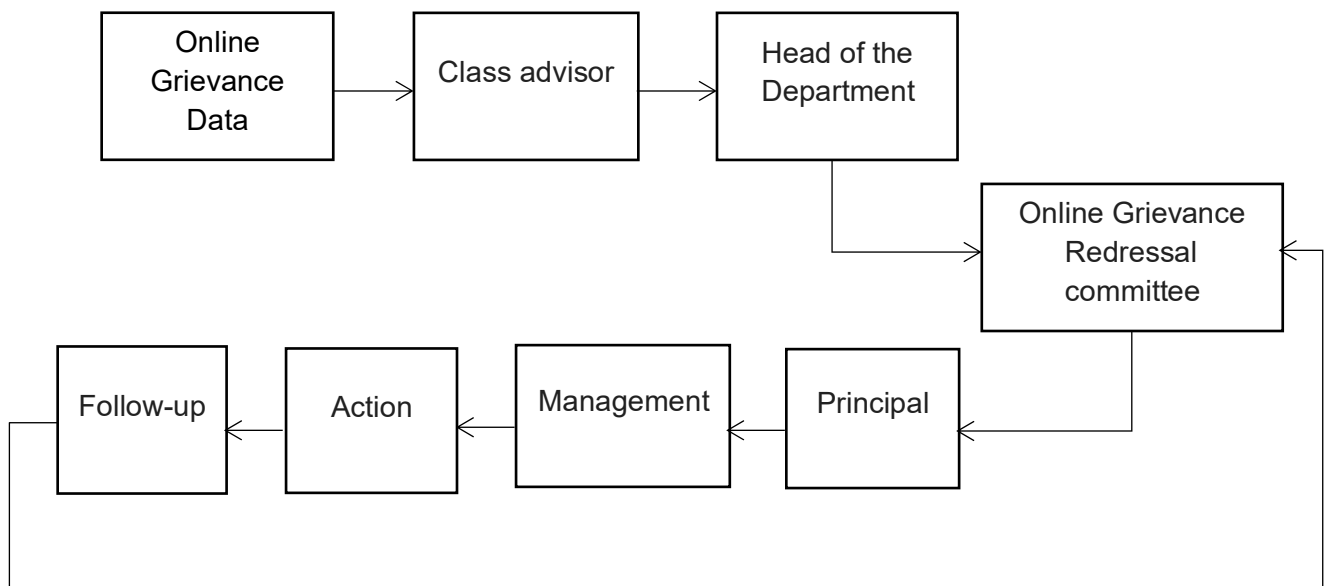 Online
Grievance
Data
Class advisor
Head of the
Department
Online Grievance
Redressal
committee
Principal
Management
Action
Follow-up